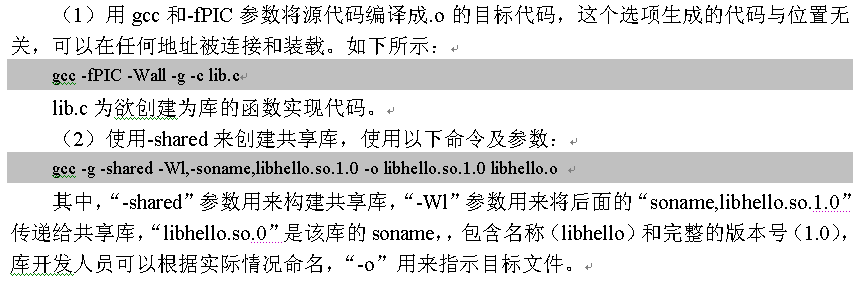 （1）用 gcc 和-fPIC 参数将源代码编译成.o 的目标代码，这个选项生成的代码与位置无
关，可以在任何地址被连接和装载。如下所示：
gcc -fPIC -Wall -g -c lib.c
lib.c 为欲创建为库的函数实现代码。
（2）使用-shared 来创建共享库，使用以下命令及参数：
gcc -g -shared -Wl,-soname,libhello.so.1.0 -o libhello.so.1.0 libhello.o
其中，“-shared”参数用来构建共享库，“-Wl”参数用来将后面的“soname,libhello.so.1.0”
传递给共享库，“libhello.so.0”是该库的 soname，，包含名称（libhello）和完整的版本号（1.0），
库开发人员可以根据实际情况命名，“-o”用来指示目标文件。